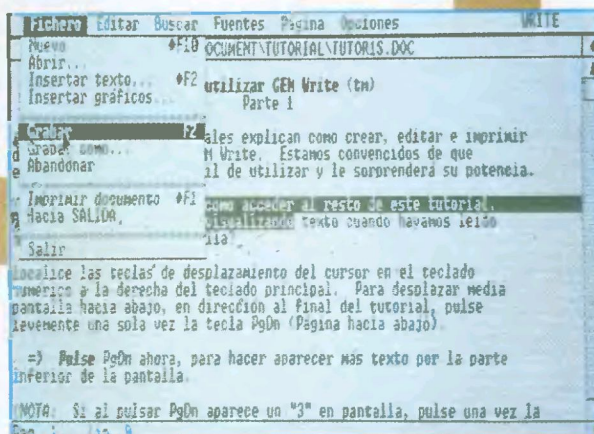 Fichero Editar Buscar Fuentes Página Opciones WRITE
Nuevo ♦F10
Abrir...
Insertar texto... ♦F2
Insertar gráficos...
Grabar F2
Grabar como...
Abandonar
Imprimir documento ♦F1
Hacia SALIDA,
Salir
OCUMENT\TUTORIAL\TUTOR1S.DOC
utilizar GEM Write (tm)
Parte 1
ales explican como crear, editar e imprimir
M Write. Estamos convencidos de que
il de utilizar y le sorprenderá su potencia.
como acceder al resto de este tutorial.
visualizando texto cuando hayamos leido
lla
Localice las teclas de desplazamiento del cursor en el teclado
numérico a la derecha del teclado principal. Para desplazar media
pantalla hacia abajo, en dirección al final del tutorial, pulse
levemente una sola vez la tecla PgDn (Página hacia abajo).
=> Pulse PgDn ahora, para hacer aparecer mas texto por la parte
inferior de la pantalla.
(NOTA: Si al pulsar PgDn aparece un "3" en pantalla, pulse una vez la